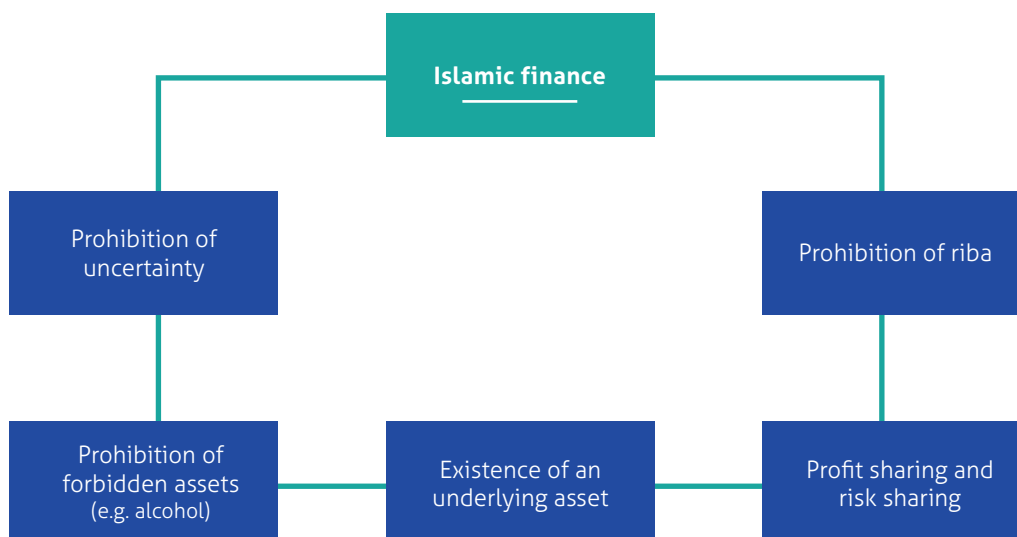 Islamic finance
Prohibition of
uncertainty
Prohibition of riba
Prohibition of
forbidden assets
(e.g. alcohol)
Existence of an
underlying asset
Profit sharing and
risk sharing